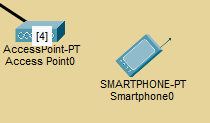 [4]
AccessPoint-PT
Access Point0
SMARTPHONE-PT
Smartphone0